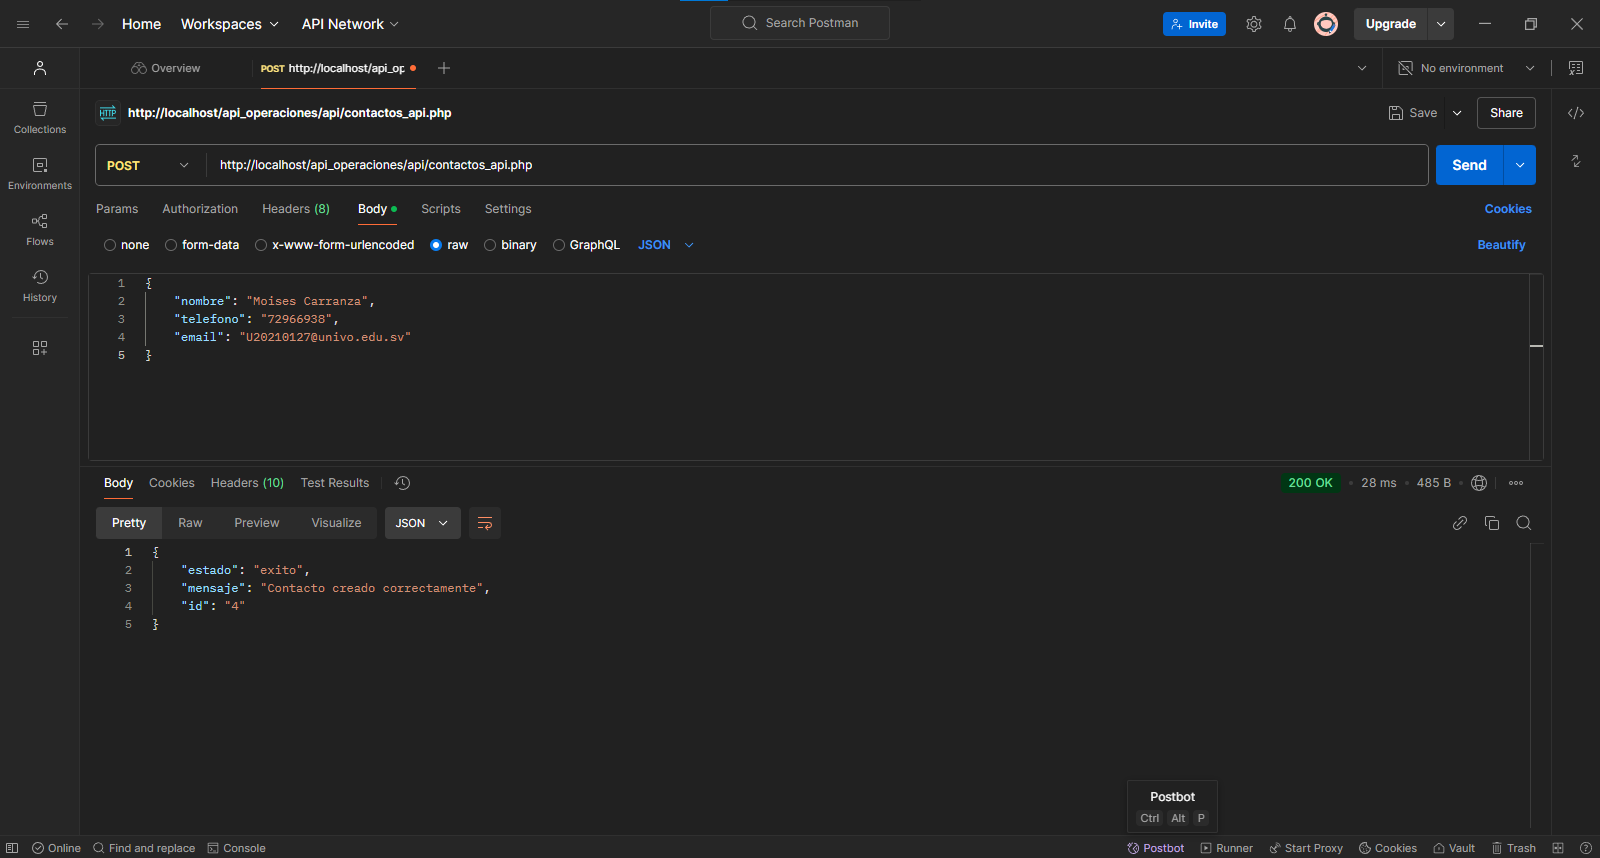 Home Workspaces API Network Search Postman Invite Upgrade
Overview POST http://localhost/api_op No environment
HTTP http://localhost/api_operaciones/api/contactos_api.php Save Share
Collections
POST http://localhost/api_operaciones/api/contactos_api.php Send
Environments
Params Authorization Headers (8) Body Scripts Settings Cookies
Flows
none form-data x-www-form-urlencoded raw binary GraphQL JSON Beautify
History
1 {
2 "nombre": "Moises Carranza",
3 "telefono": "72966938",
4 "email": "U20210127@univo.edu.sv"
5 }
Body Cookies Headers (10) Test Results 200 OK 28 ms 485 B
Pretty Raw Preview Visualize JSON
1 {
2 "estado": "exito",
3 "mensaje": "Contacto creado correctamente",
4 "id": "4"
5 }
Postbot
Ctrl Alt P
Online Find and replace Console Postbot Runner Start Proxy Cookies Vault Trash